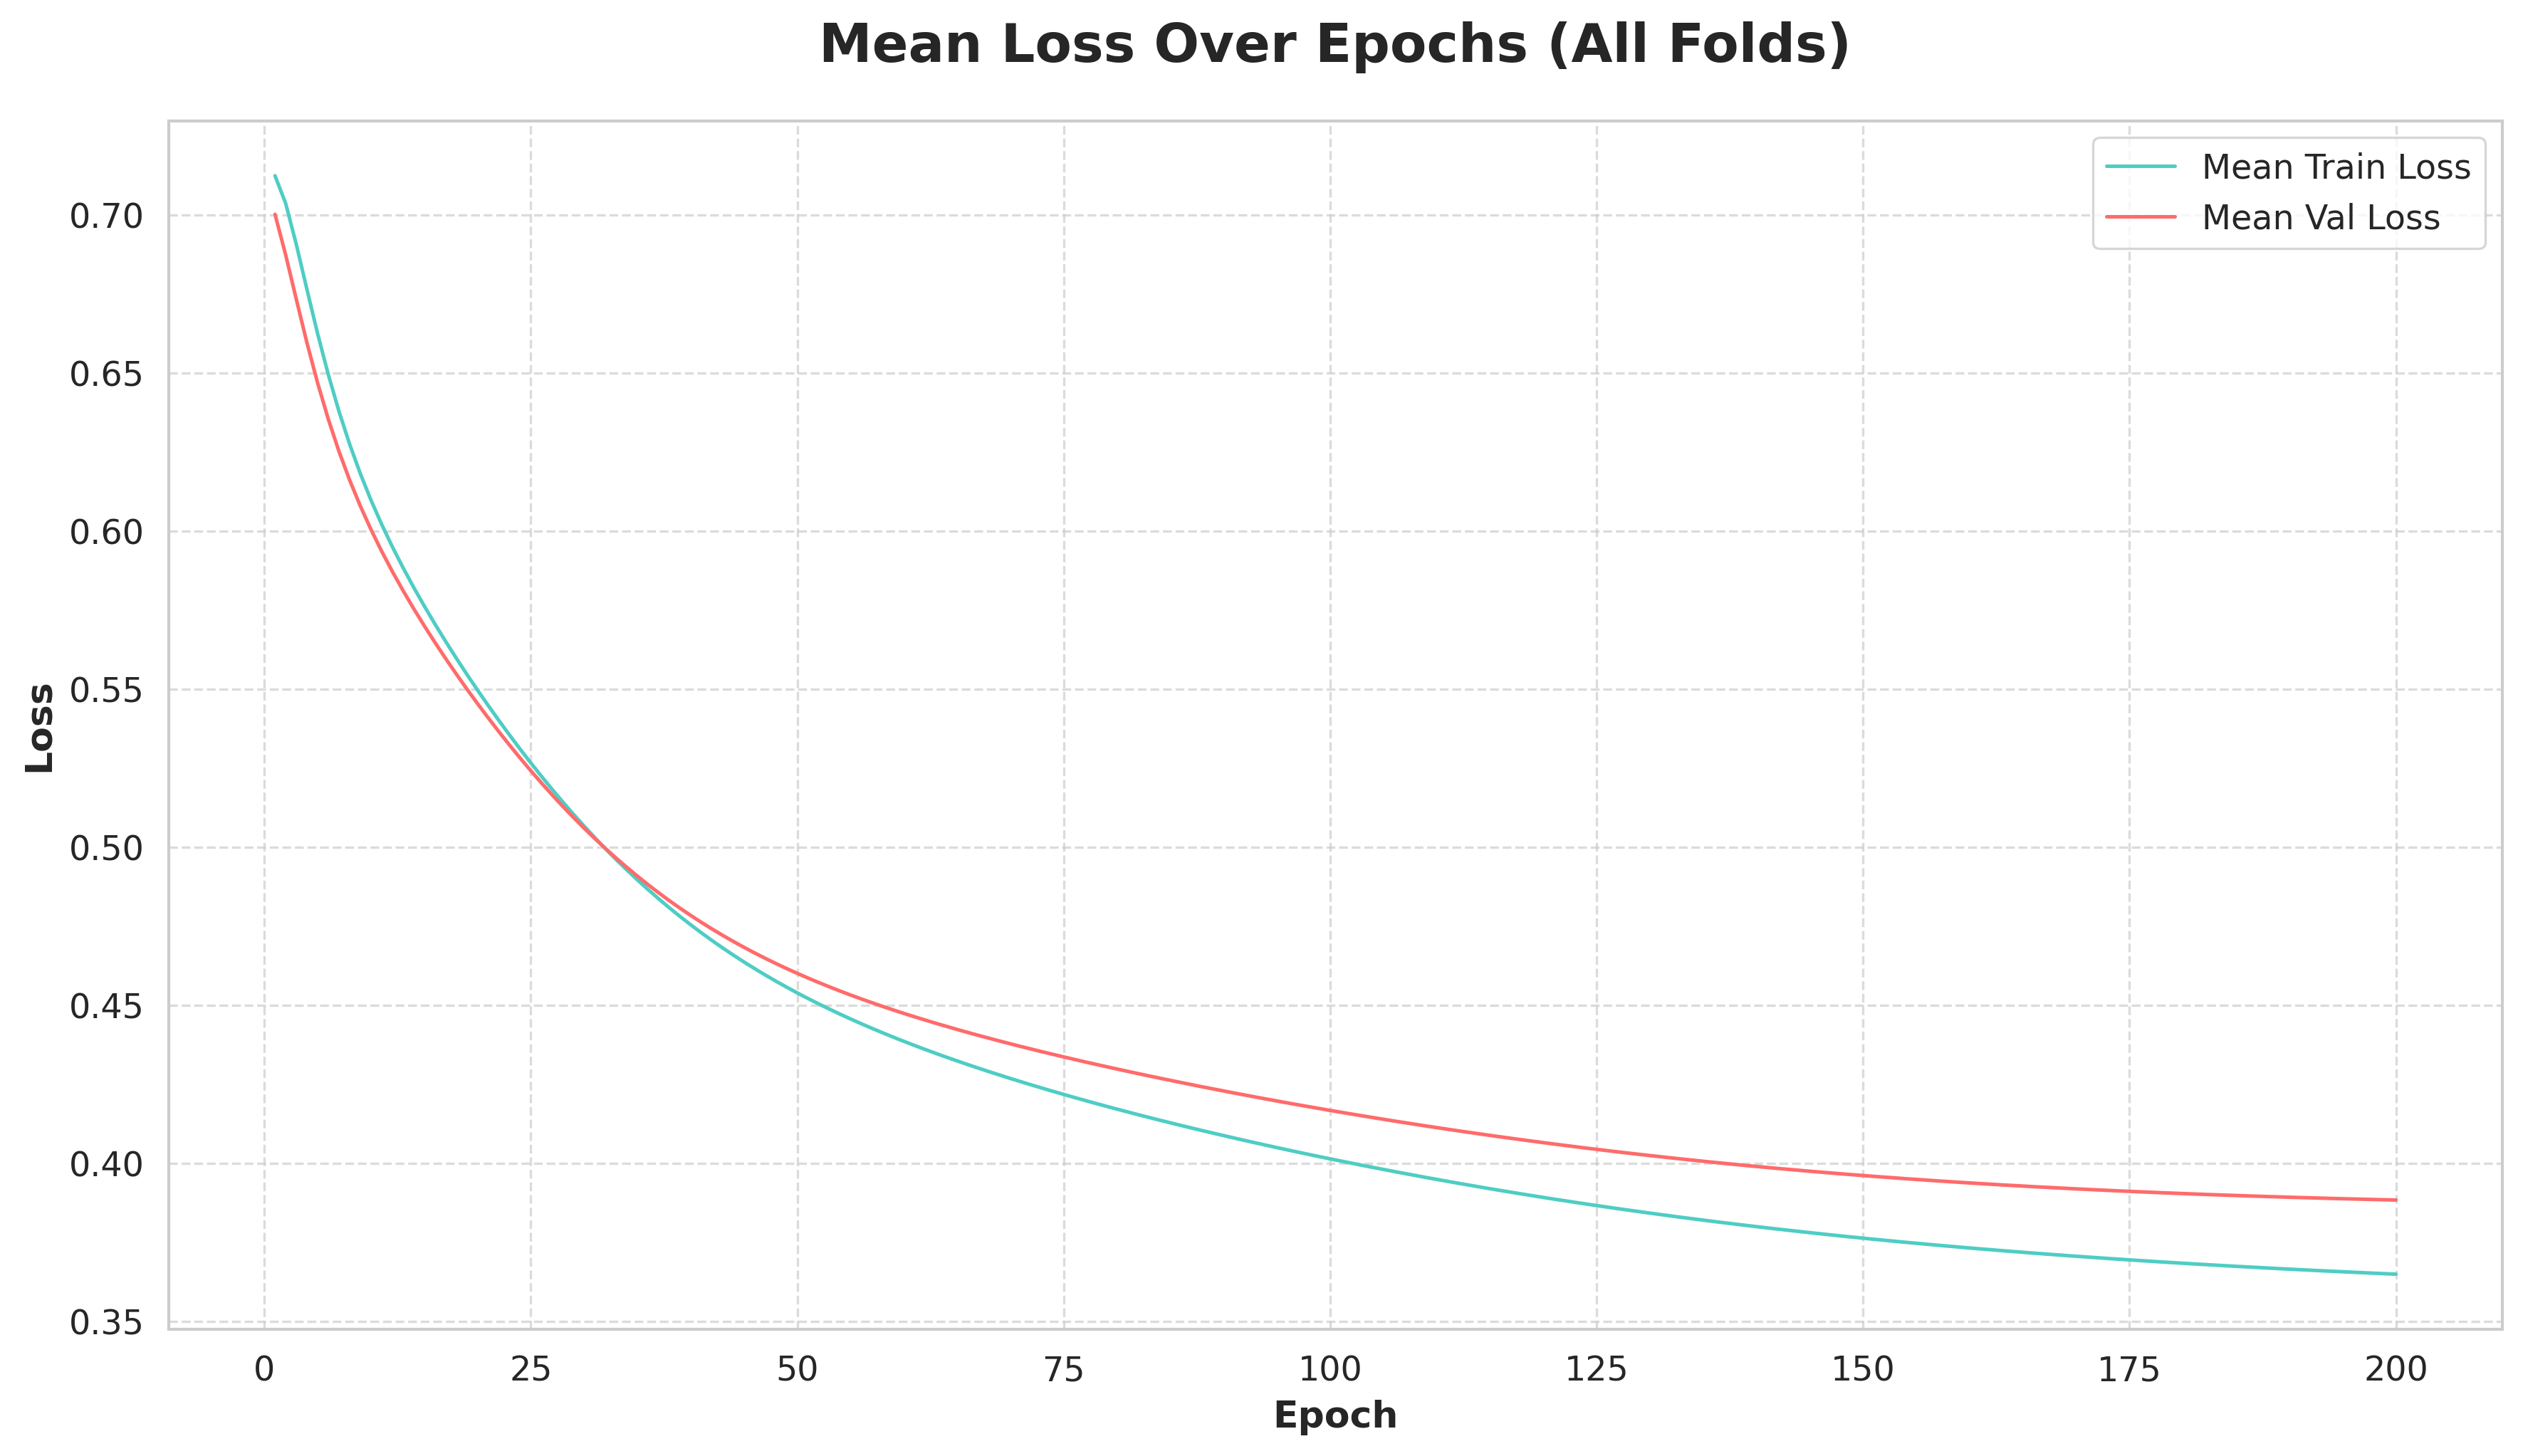 Mean Loss Over Epochs (All Folds)
Mean Train Loss
Mean Val Loss
0.70
0.65
0.60
0.55
0.50
0.45
0.40
0.35
Loss
0 25 50 75 100 125 150 175 200
Epoch